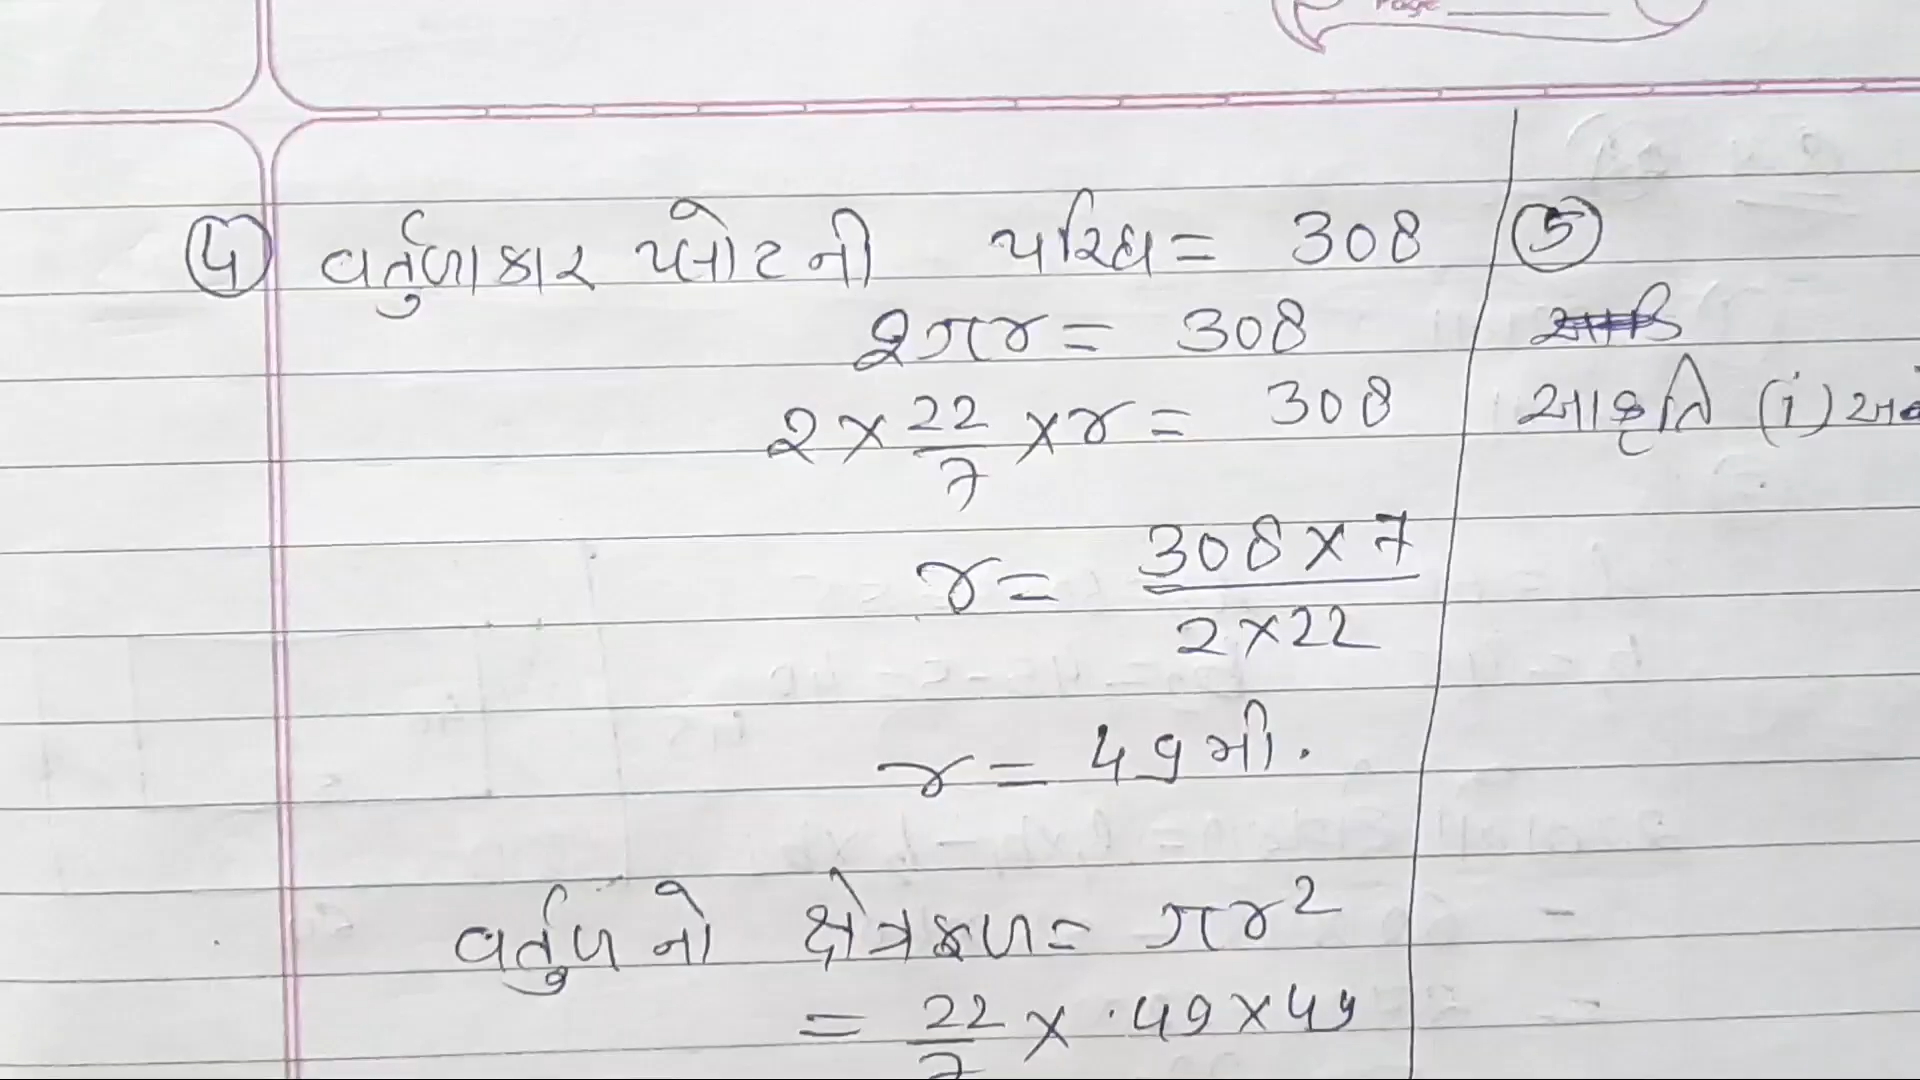 Page
(4) વર્તુળાકાર પ્લોટની પરિઘ = 308
2πr = 308
2 × 22/7 × r = 308
r = 308 × 7 / 2 × 22
r = 49 મી.
વર્તુળનો ક્ષેત્રફળ = πr²
= 22/7 × 49 × 49
(5)
આકૃતિ (i)